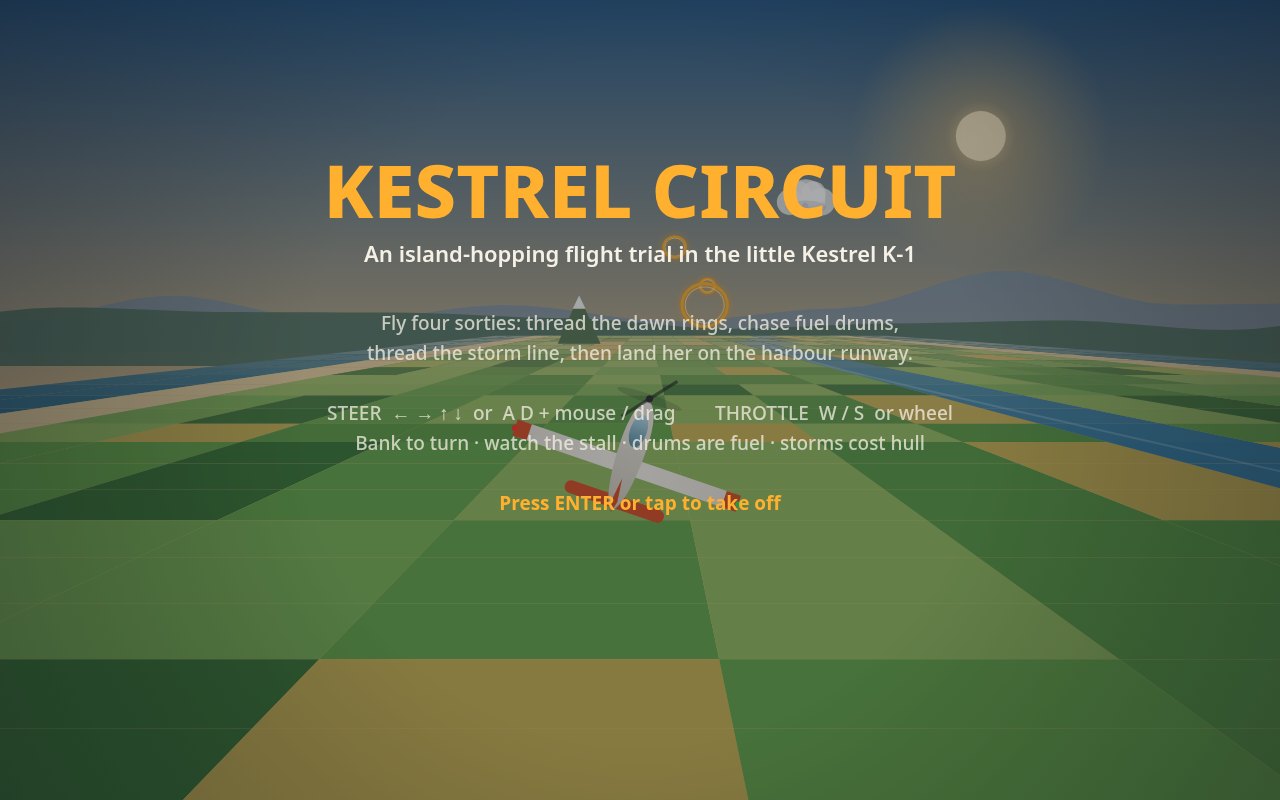 KESTREL CIRCUIT
An island-hopping flight trial in the little Kestrel K-1
Fly four sorties: thread the dawn rings, chase fuel drums,
thread the storm line, then land her on the harbour runway.
STEER ← → ↑ ↓ or A D + mouse / drag THROTTLE W / S or wheel
Bank to turn · watch the stall · drums are fuel · storms cost hull
Press ENTER or tap to take off